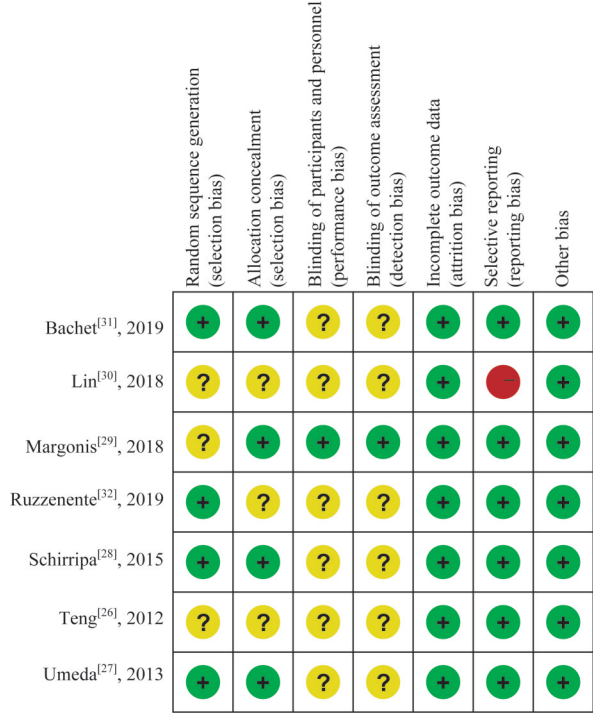 Random sequence generation
(selection bias)
Allocation concealment
(selection bias)
Blinding of participants and personnel
(performance bias)
Blinding of outcome assessment
(detection bias)
Incomplete outcome data
(attrition bias)
Selective reporting
(reporting bias)
Other bias
Bachet[31], 2019 + + ? ? + + +
Lin[30], 2018 ? ? ? ? + – +
Margonis[29], 2018 ? + + + + + +
Ruzzenente[32], 2019 + ? ? ? + + +
Schirripa[28], 2015 + + ? ? + + +
Teng[26], 2012 ? ? ? ? + + +
Umeda[27], 2013 + + ? ? + + +